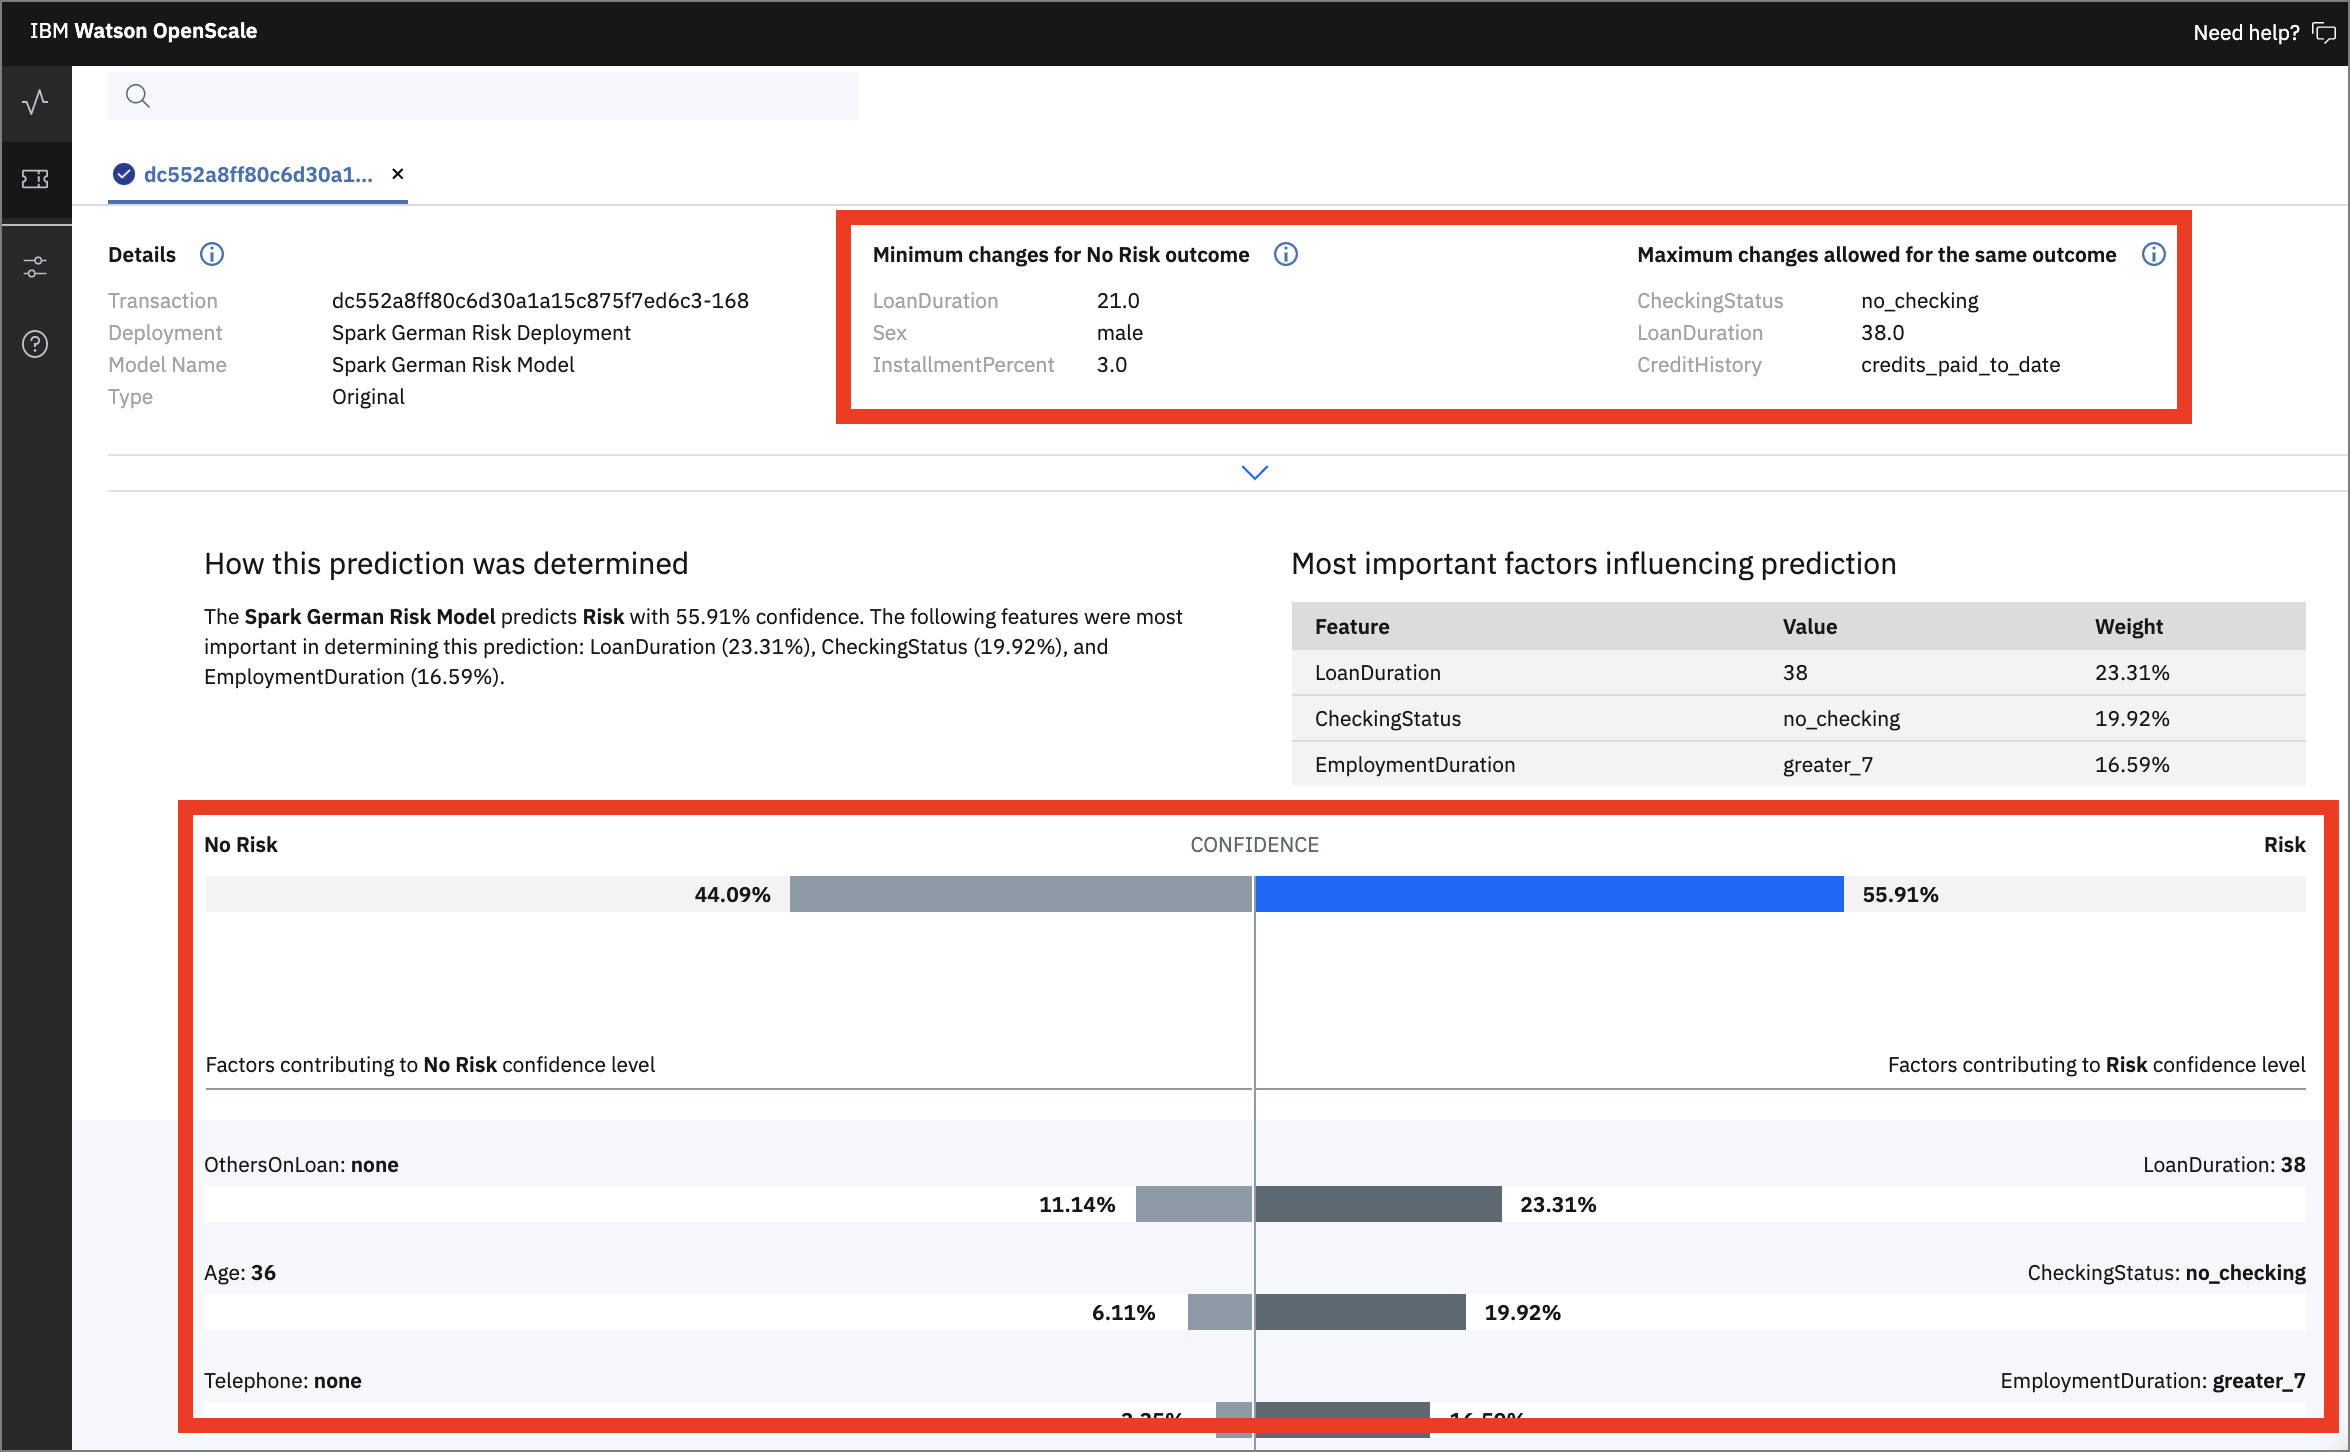 IBM Watson OpenScale
Need help?
dc552a8ff80c6d30a1...
Details
Transaction dc552a8ff80c6d30a1a15c875f7ed6c3-168
Deployment Spark German Risk Deployment
Model Name Spark German Risk Model
Type Original
Minimum changes for No Risk outcome
LoanDuration 21.0
Sex male
InstallmentPercent 3.0
Maximum changes allowed for the same outcome
CheckingStatus no_checking
LoanDuration 38.0
CreditHistory credits_paid_to_date
How this prediction was determined
The Spark German Risk Model predicts Risk with 55.91% confidence. The following features were most
important in determining this prediction: LoanDuration (23.31%), CheckingStatus (19.92%), and
EmploymentDuration (16.59%).
Most important factors influencing prediction
Feature Value Weight
LoanDuration 38 23.31%
CheckingStatus no_checking 19.92%
EmploymentDuration greater_7 16.59%
No Risk CONFIDENCE Risk
44.09% 55.91%
Factors contributing to No Risk confidence level
Factors contributing to Risk confidence level
OthersOnLoan: none LoanDuration: 38
11.14% 23.31%
Age: 36 CheckingStatus: no_checking
6.11% 19.92%
Telephone: none EmploymentDuration: greater_7
16.59%